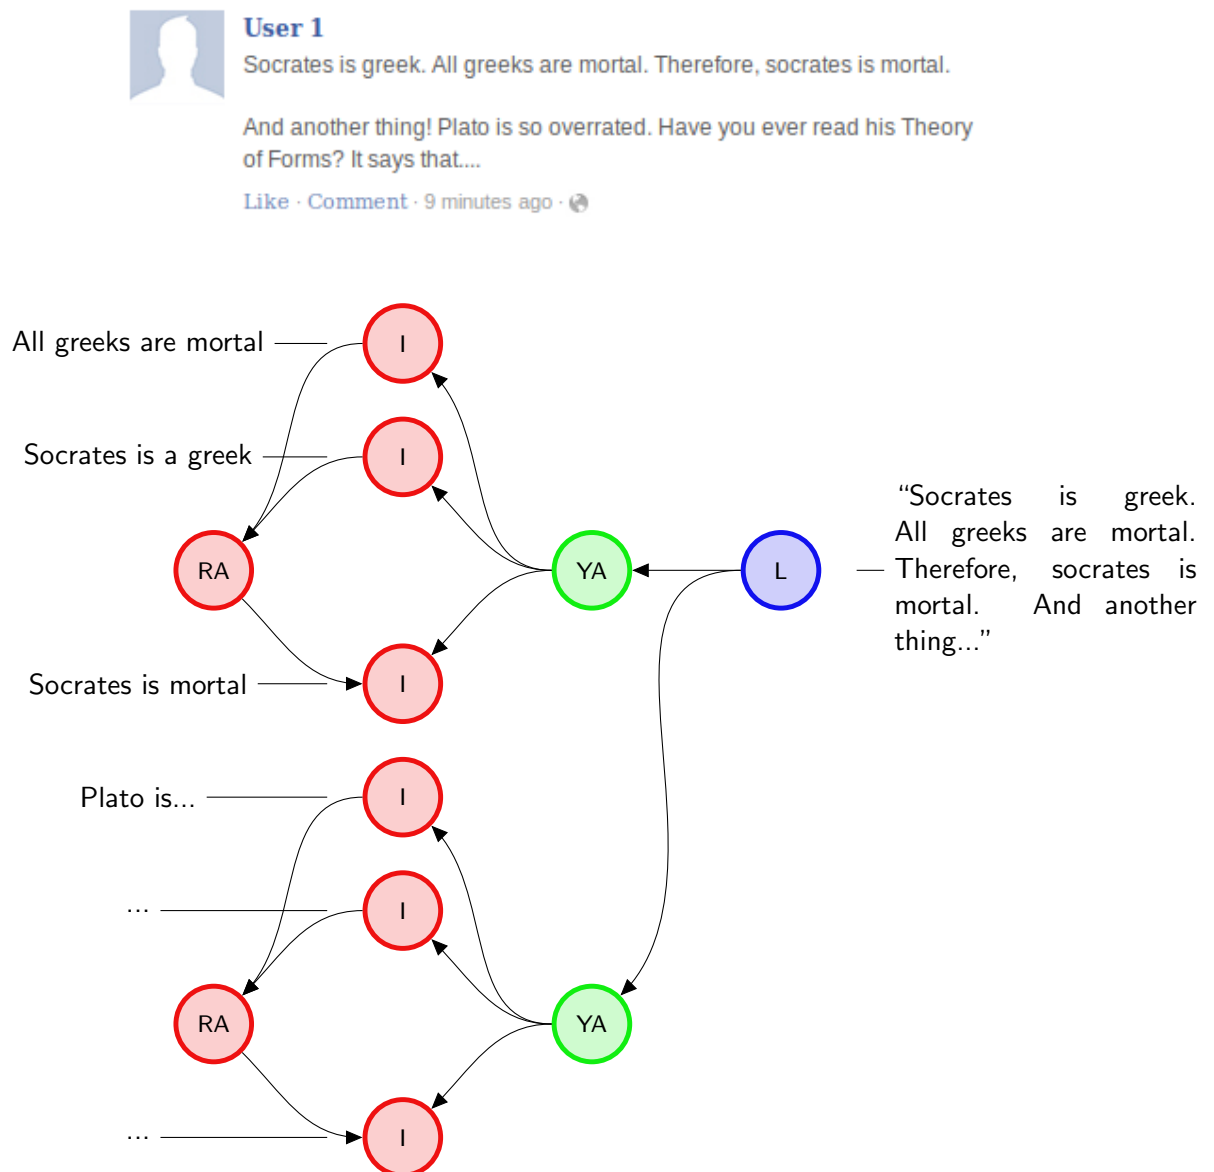 User 1
Socrates is greek. All greeks are mortal. Therefore, socrates is mortal.
And another thing! Plato is so overrated. Have you ever read his Theory
of Forms? It says that....
Like · Comment · 9 minutes ago ·
All greeks are mortal
I
Socrates is a greek
I
RA
YA
L
“Socrates is greek.
All greeks are mortal.
Therefore, socrates is
mortal. And another
thing...”
Socrates is mortal
I
Plato is...
I
...
I
RA
YA
...
I